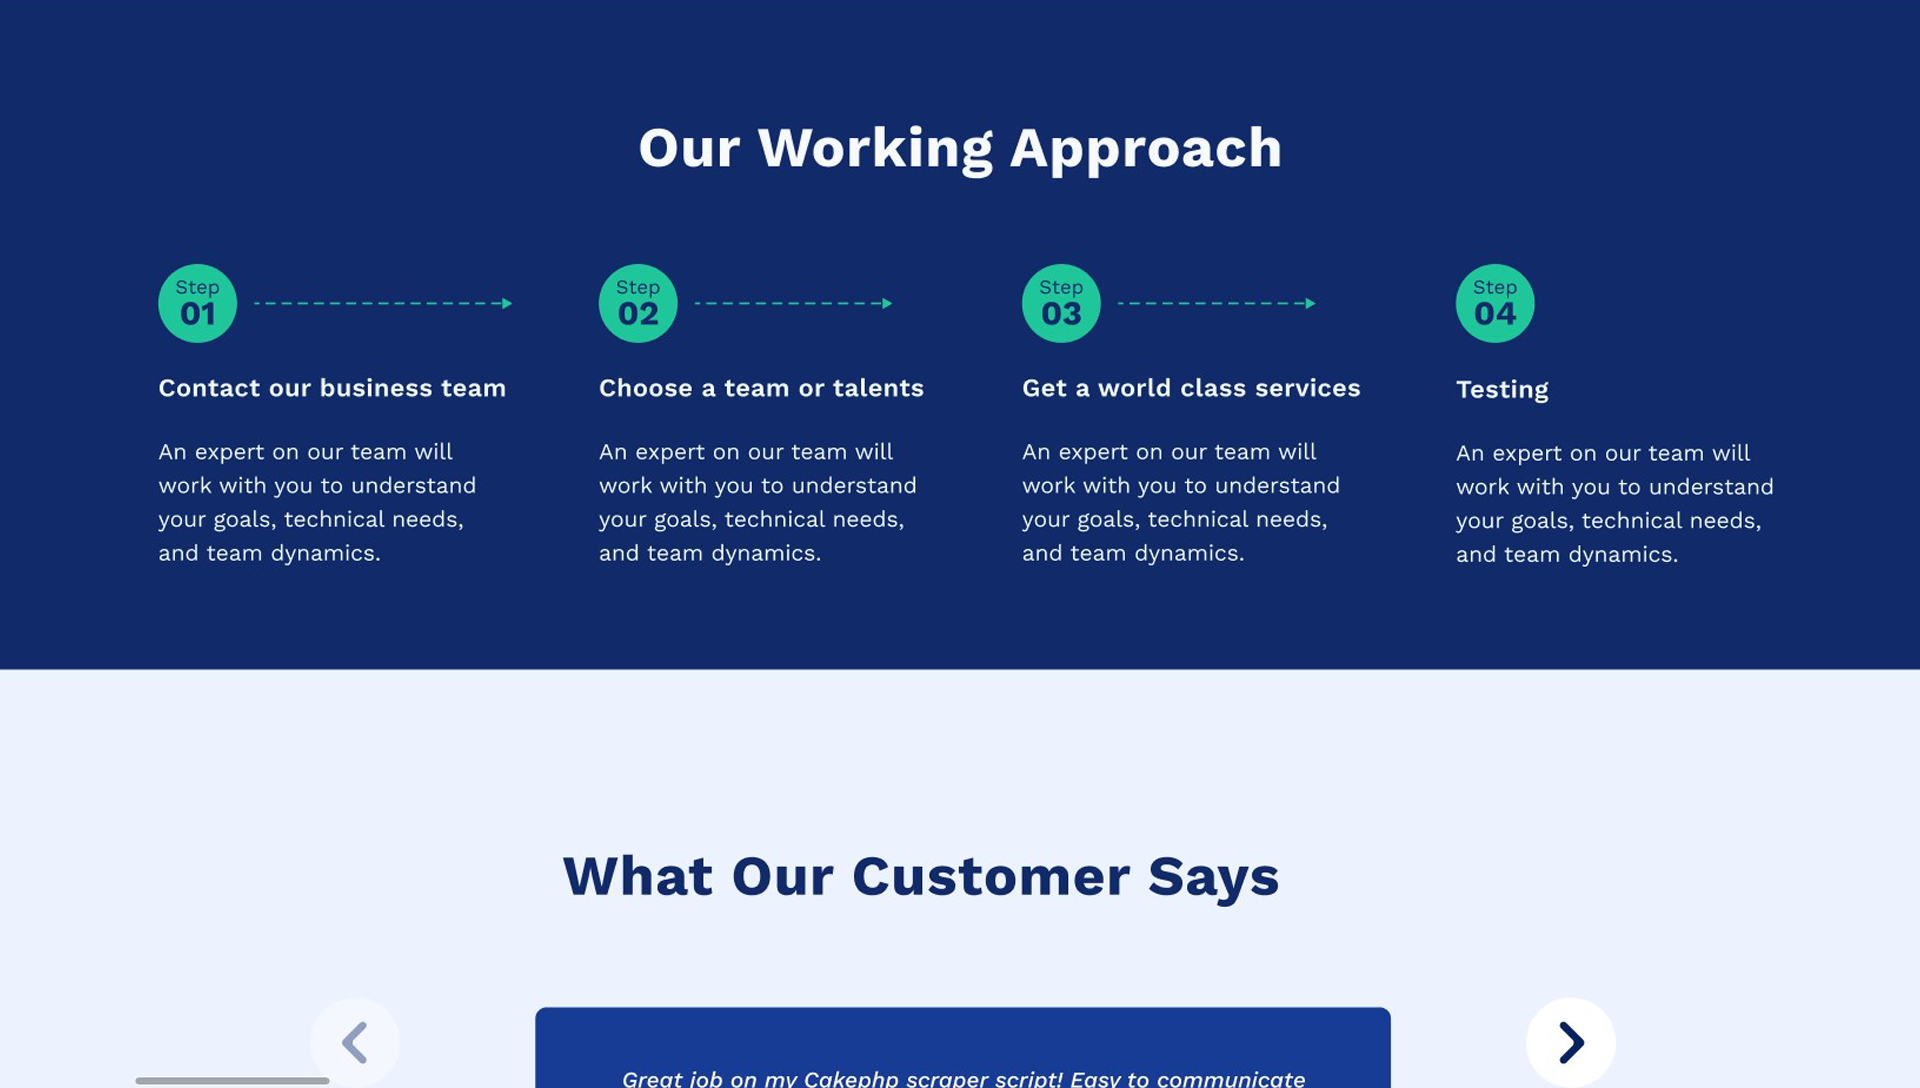 Our Working Approach
Step
01
Step
02
Step
03
Step
04
Contact our business team
An expert on our team will
work with you to understand
your goals, technical needs,
and team dynamics.
Choose a team or talents
An expert on our team will
work with you to understand
your goals, technical needs,
and team dynamics.
Get a world class services
An expert on our team will
work with you to understand
your goals, technical needs,
and team dynamics.
Testing
An expert on our team will
work with you to understand
your goals, technical needs,
and team dynamics.
What Our Customer Says
Great job on my Cakephp scraper script! Easy to communicate